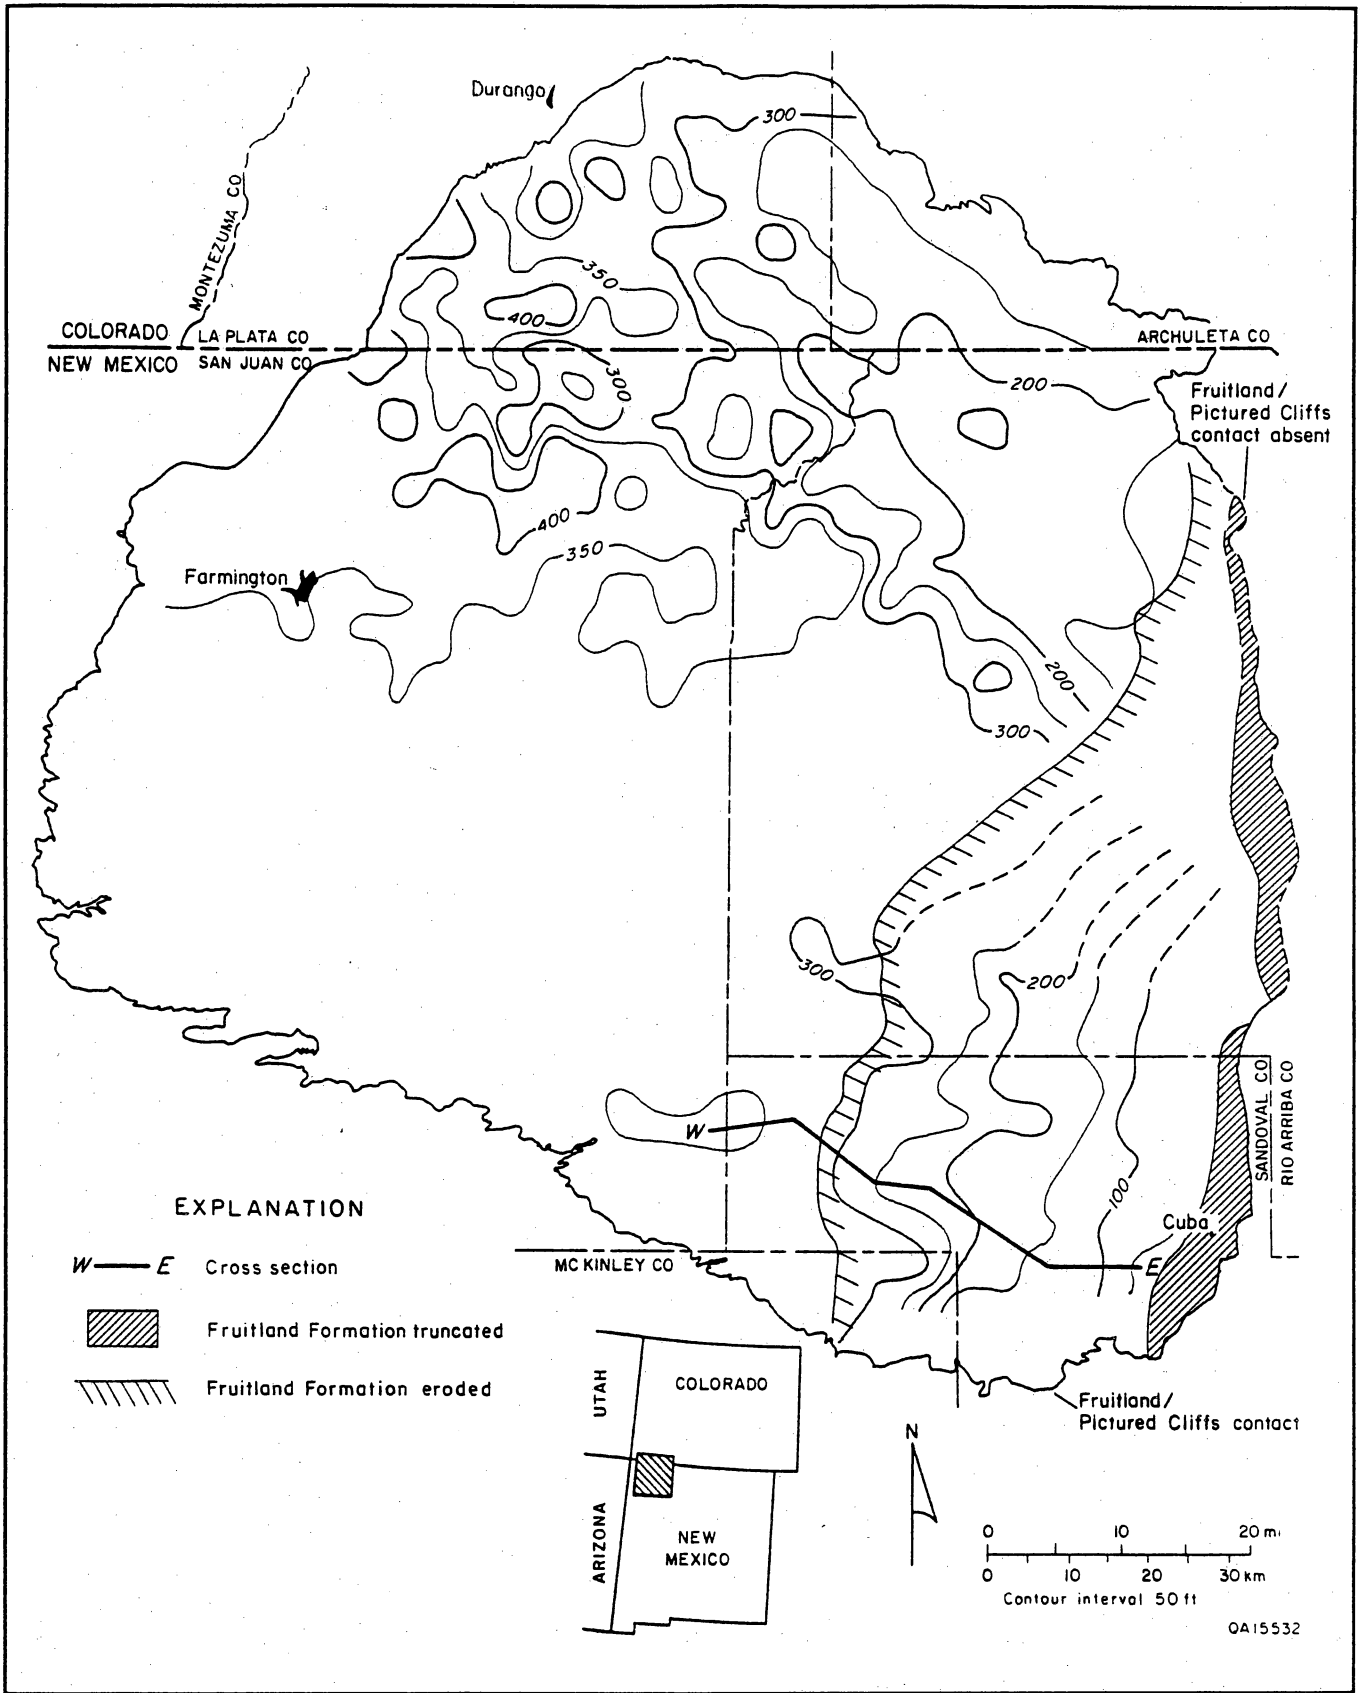 Durango
300
MONTEZUMA CO
350
400
COLORADO
LA PLATA CO
ARCHULETA CO
NEW MEXICO
SAN JUAN CO
300
200
Fruitland/
Pictured Cliffs
contact absent
400
350
Farmington
200
300
300
200
SANDOVAL CO
RIO ARRIBA CO
W
100
Cuba
E
MC KINLEY CO
EXPLANATION
W E Cross section
Fruitland Formation truncated
Fruitland Formation eroded
Fruitland/
Pictured Cliffs contact
UTAH
COLORADO
ARIZONA
NEW
MEXICO
N
0 10 20 mi
0 10 20 30 km
Contour interval 50 ft
QA15532